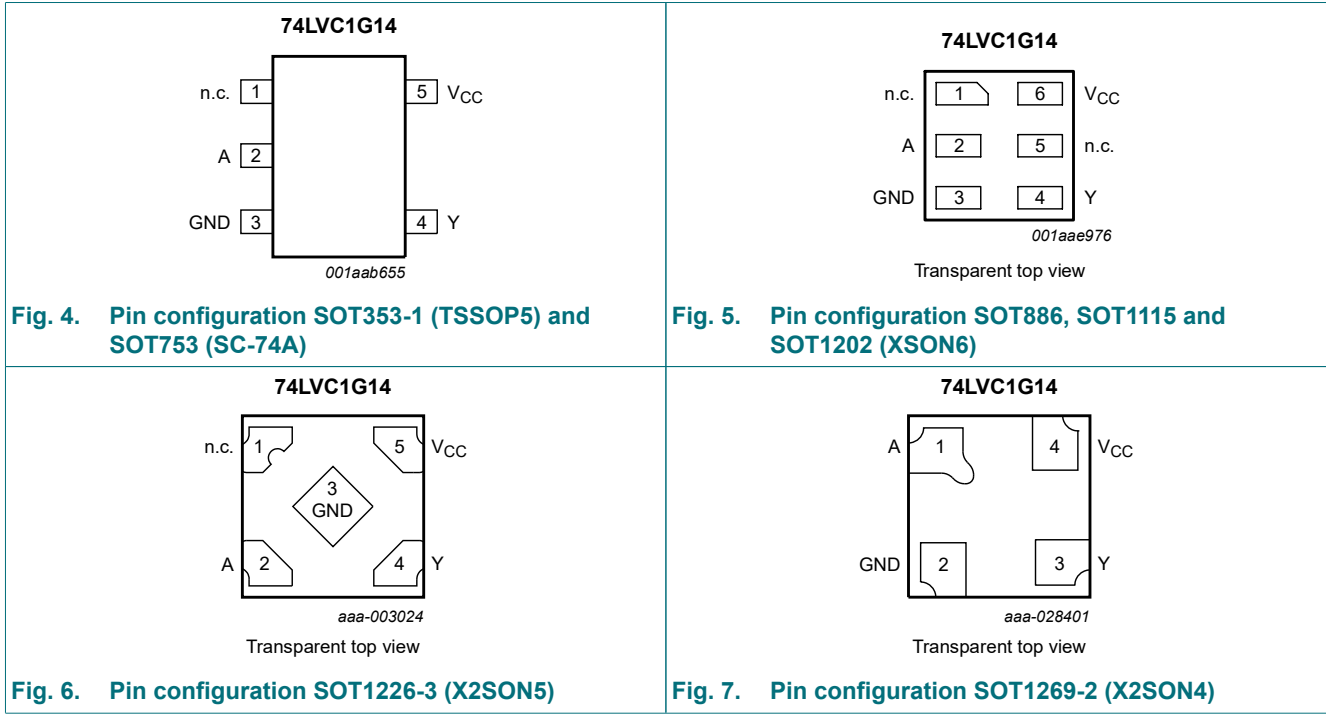 74LVC1G14
n.c. 1
5 VCC
A 2
GND 3
4 Y
001aab655
Fig. 4. Pin configuration SOT353-1 (TSSOP5) and
SOT753 (SC-74A)
74LVC1G14
n.c. 1 6 VCC
A 2 5 n.c.
GND 3 4 Y
001aae976
Transparent top view
Fig. 5. Pin configuration SOT886, SOT1115 and
SOT1202 (XSON6)
74LVC1G14
n.c. 1 5 VCC
3
GND
A 2 4 Y
aaa-003024
Transparent top view
Fig. 6. Pin configuration SOT1226-3 (X2SON5)
74LVC1G14
A 1 4 VCC
GND 2 3 Y
aaa-028401
Transparent top view
Fig. 7. Pin configuration SOT1269-2 (X2SON4)